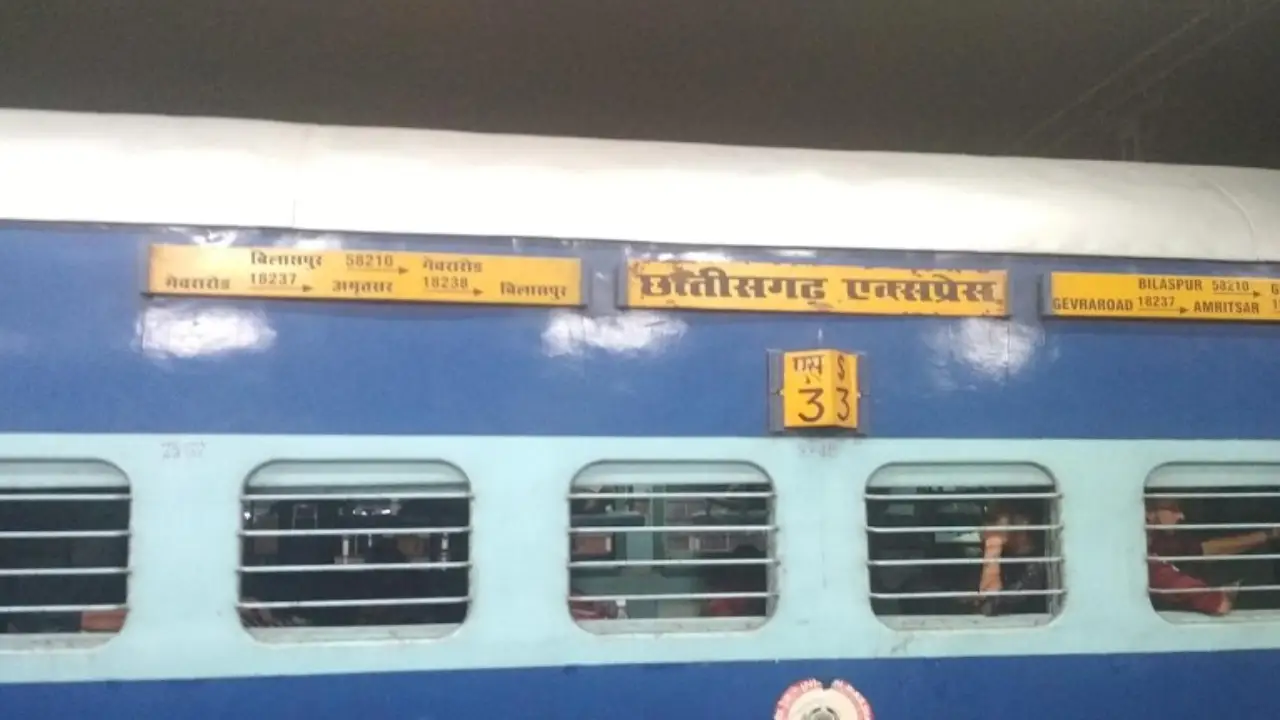 बिलासपुर 58210 → गेवरारोड
गेवरारोड 18237 → अमृतसर 18238 → बिलासपुर
छत्तीसगढ़ एक्सप्रेस
BILASPUR 58210 →
GEVRAROAD 18237 → AMRITSAR
एस S
3 3